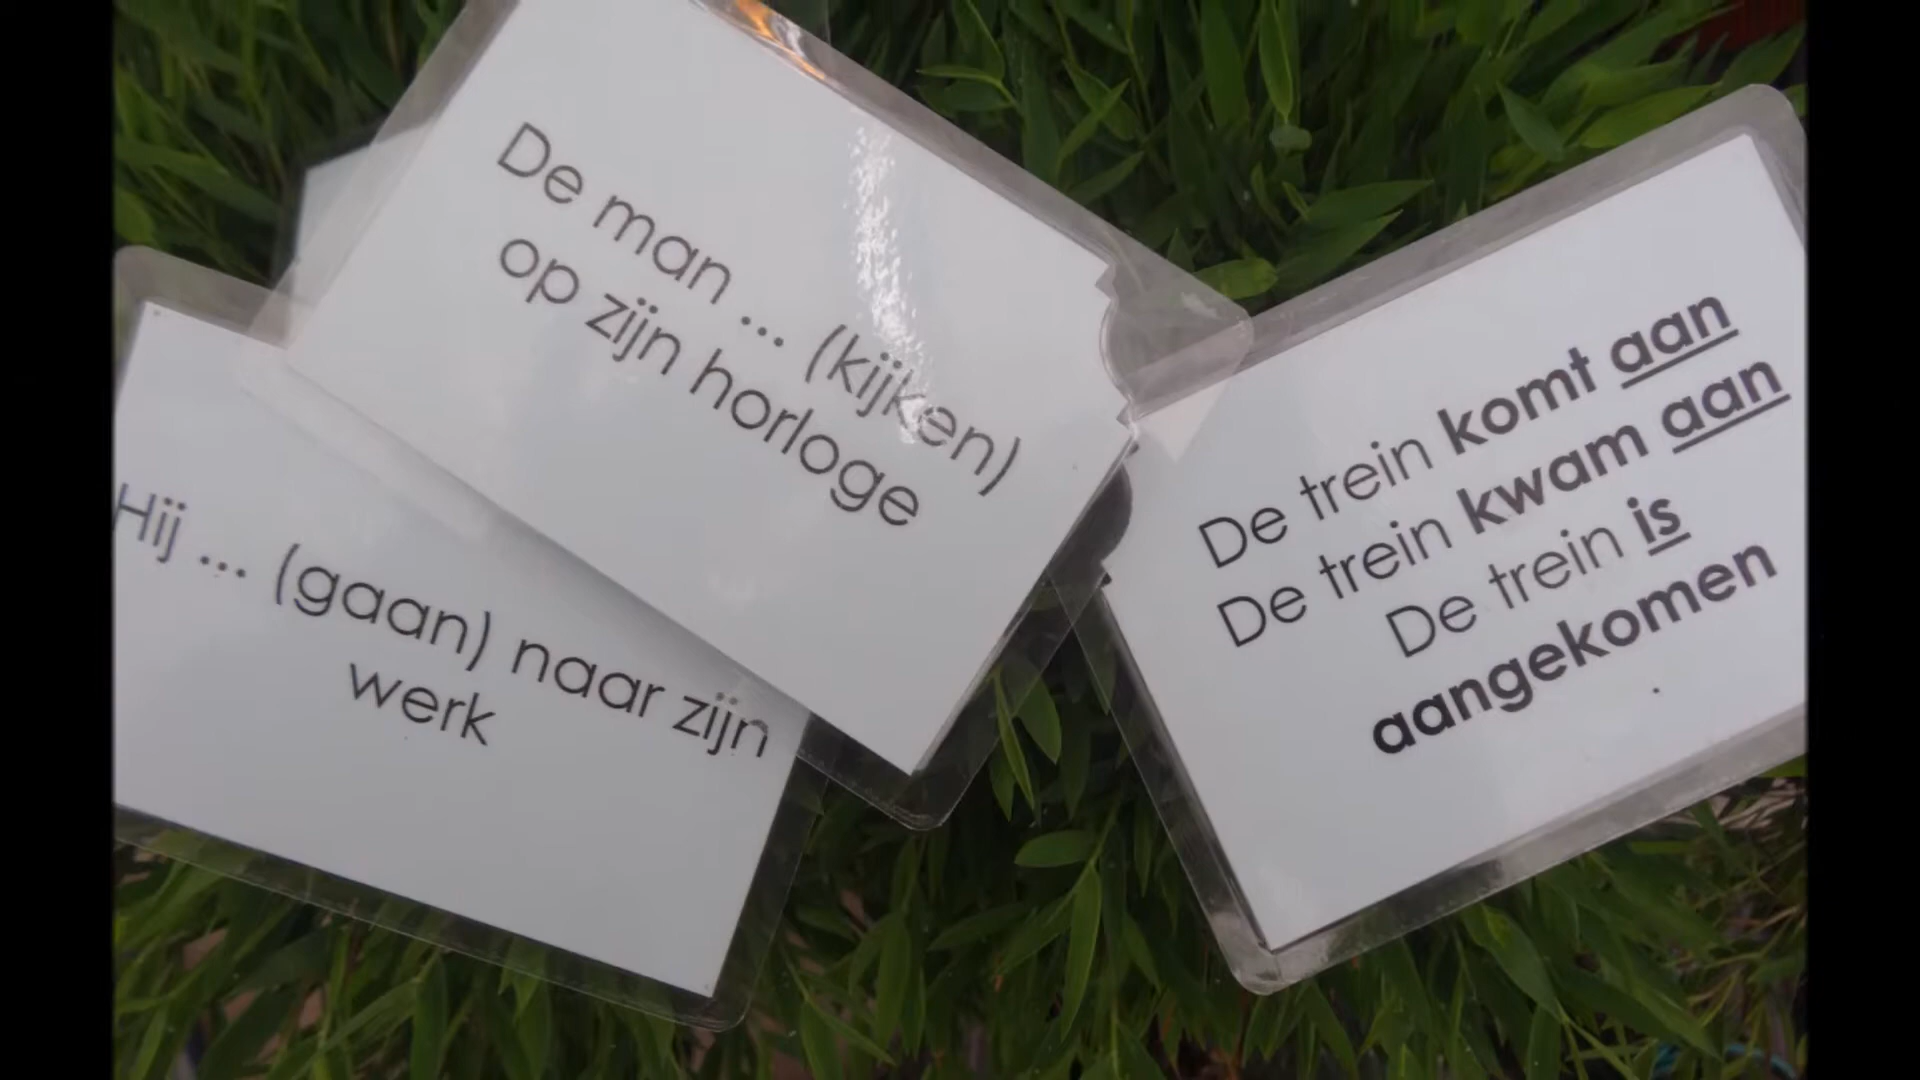 De man ... (kijken)
op zijn horloge
Hij ... (gaan) naar zijn
werk
De trein komt aan
De trein kwam aan
De trein is
aangekomen